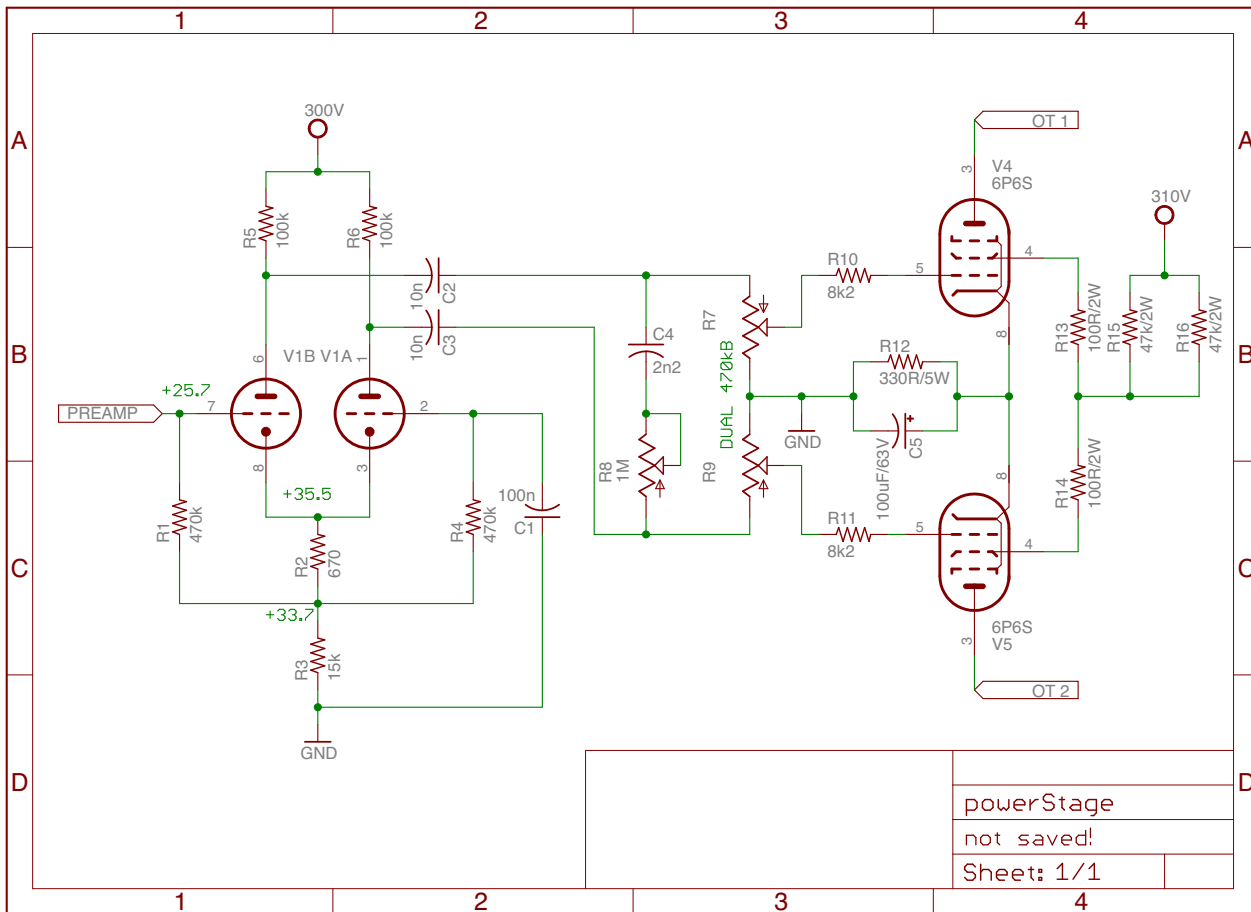 1 2 3 4
A A
300V
OT 1
V4
6P6S
3
310V
R5
100k
R6
100k
R10
8k2
5
4
10n
C2
10n
C3
R7
C4
2n2
R13
100R/2W
R15
47k/2W
R16
47k/2W
B B
6
V1B V1A
1
R12
330R/5W
8
+25.7
PREAMP
7
2
DUAL 470kB
GND
100uF/63V
+
C5
8
3
+35.5
R8
1M
R9
8
R14
100R/2W
R1
470k
R4
470k
100n
C1
R11
8k2
5
4
R2
670
C C
+33.7
6P6S
V5
3
R3
15k
OT 2
GND
D D
powerStage
not saved!
Sheet: 1/1
1 2 3 4